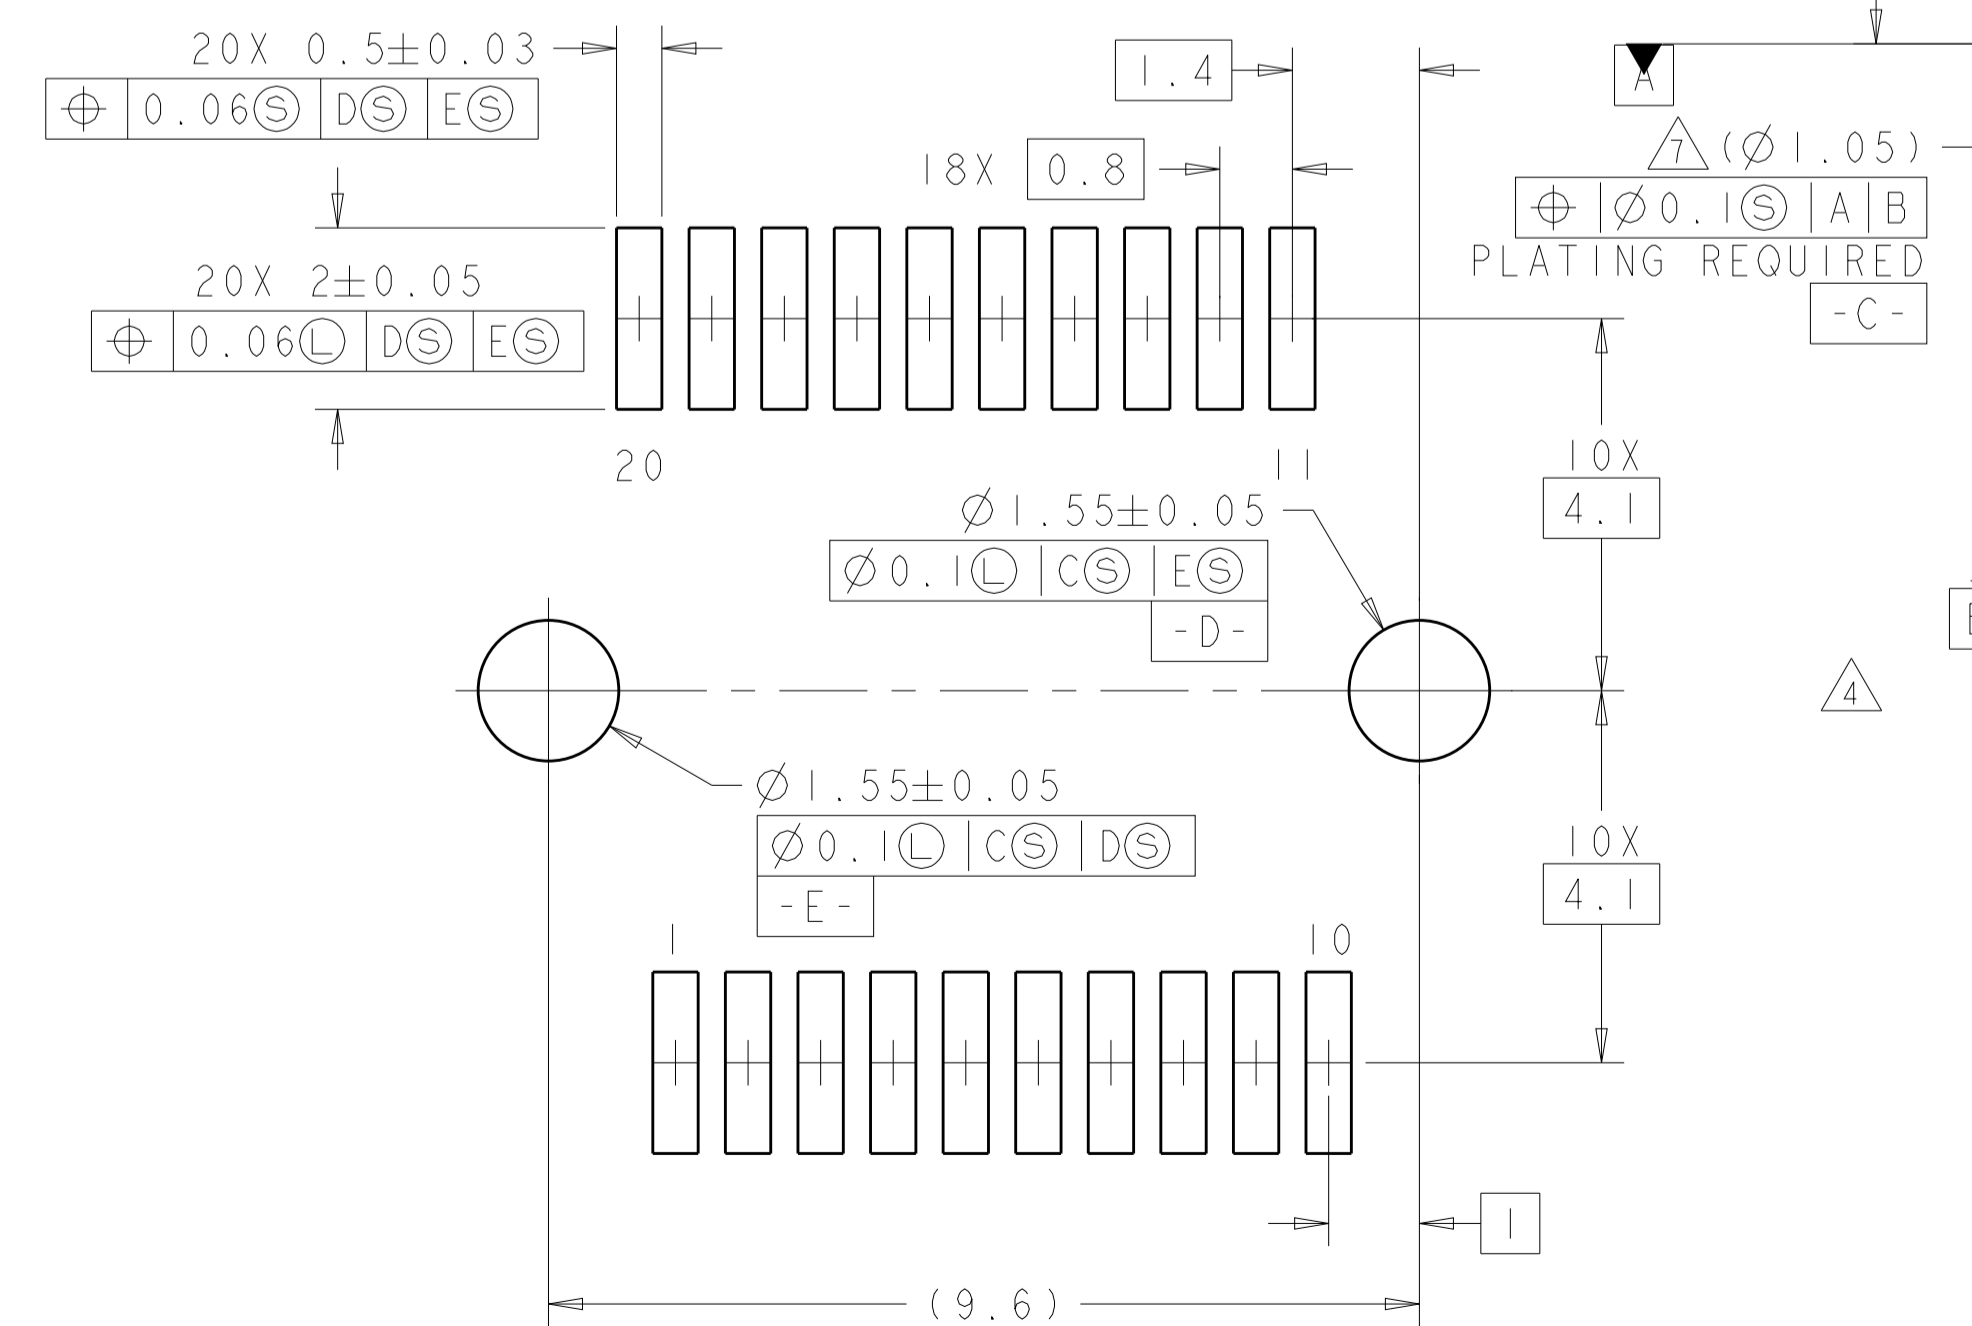 20X 0.5±0.03
⌖ 0.06Ⓢ DⓈ EⓈ
1.4
A
18X 0.8
7 (Ø1.05)
⌖ Ø0.1Ⓢ A B
PLATING REQUIRED
-C-
20X 2±0.05
⌖ 0.06Ⓛ DⓈ EⓈ
20
11
10X
4.1
Ø1.55±0.05
Ø0.1Ⓛ CⓈ EⓈ
-D-
4
Ø1.55±0.05
Ø0.1Ⓛ CⓈ DⓈ
-E-
10X
4.1
1
10
1
(9.6)